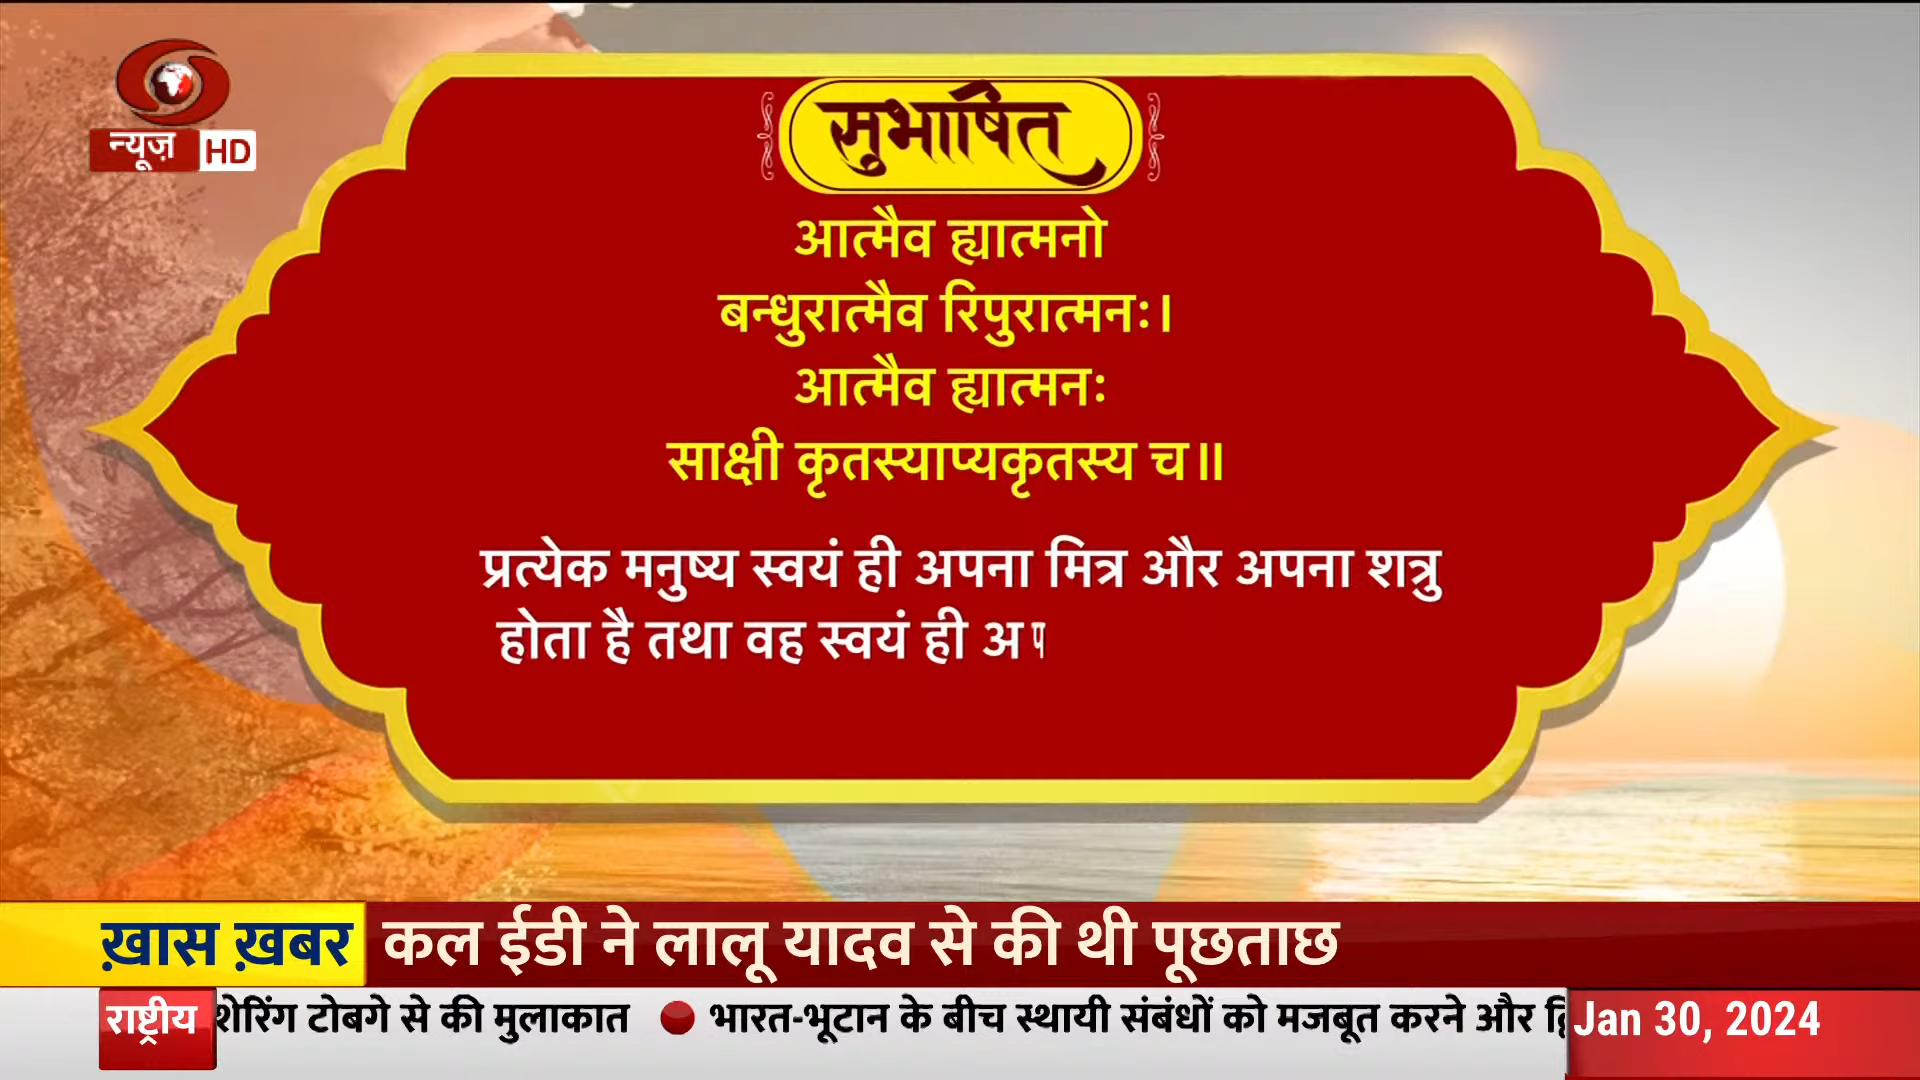 न्यूज़ HD
सुभाषित
आत्मैव ह्यात्मनो
बन्धुरात्मैव रिपुरात्मनः।
आत्मैव ह्यात्मनः
साक्षी कृतस्याप्यकृतस्य च॥
प्रत्येक मनुष्य स्वयं ही अपना मित्र और अपना शत्रु
होता है तथा वह स्वयं ही अप
ख़ास ख़बर कल ईडी ने लालू यादव से की थी पूछताछ
राष्ट्रीय शेरिंग टोबगे से की मुलाकात ● भारत-भूटान के बीच स्थायी संबंधों को मजबूत करने और Jan 30, 2024